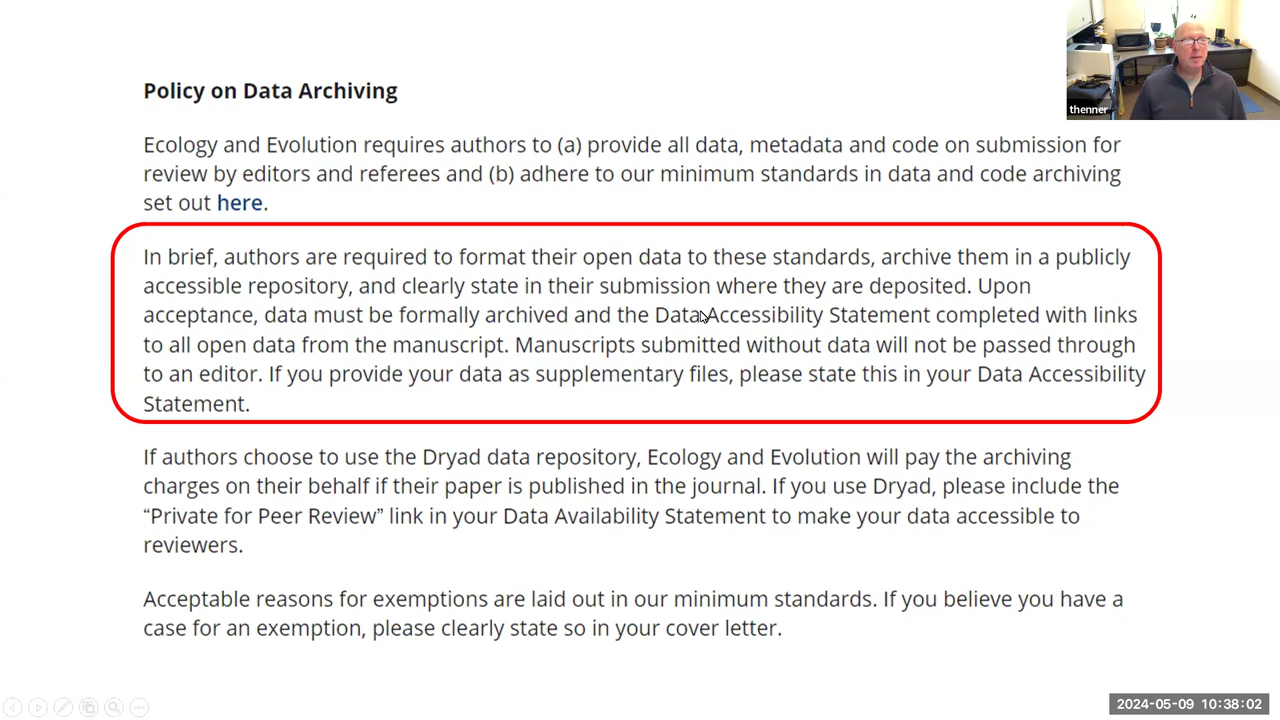 Policy on Data Archiving
thenner
Ecology and Evolution requires authors to (a) provide all data, metadata and code on submission for
review by editors and referees and (b) adhere to our minimum standards in data and code archiving
set out here.
In brief, authors are required to format their open data to these standards, archive them in a publicly
accessible repository, and clearly state in their submission where they are deposited. Upon
acceptance, data must be formally archived and the Data Accessibility Statement completed with links
to all open data from the manuscript. Manuscripts submitted without data will not be passed through
to an editor. If you provide your data as supplementary files, please state this in your Data Accessibility
Statement.
If authors choose to use the Dryad data repository, Ecology and Evolution will pay the archiving
charges on their behalf if their paper is published in the journal. If you use Dryad, please include the
“Private for Peer Review” link in your Data Availability Statement to make your data accessible to
reviewers.
Acceptable reasons for exemptions are laid out in our minimum standards. If you believe you have a
case for an exemption, please clearly state so in your cover letter.
2024-05-09 10:38:02